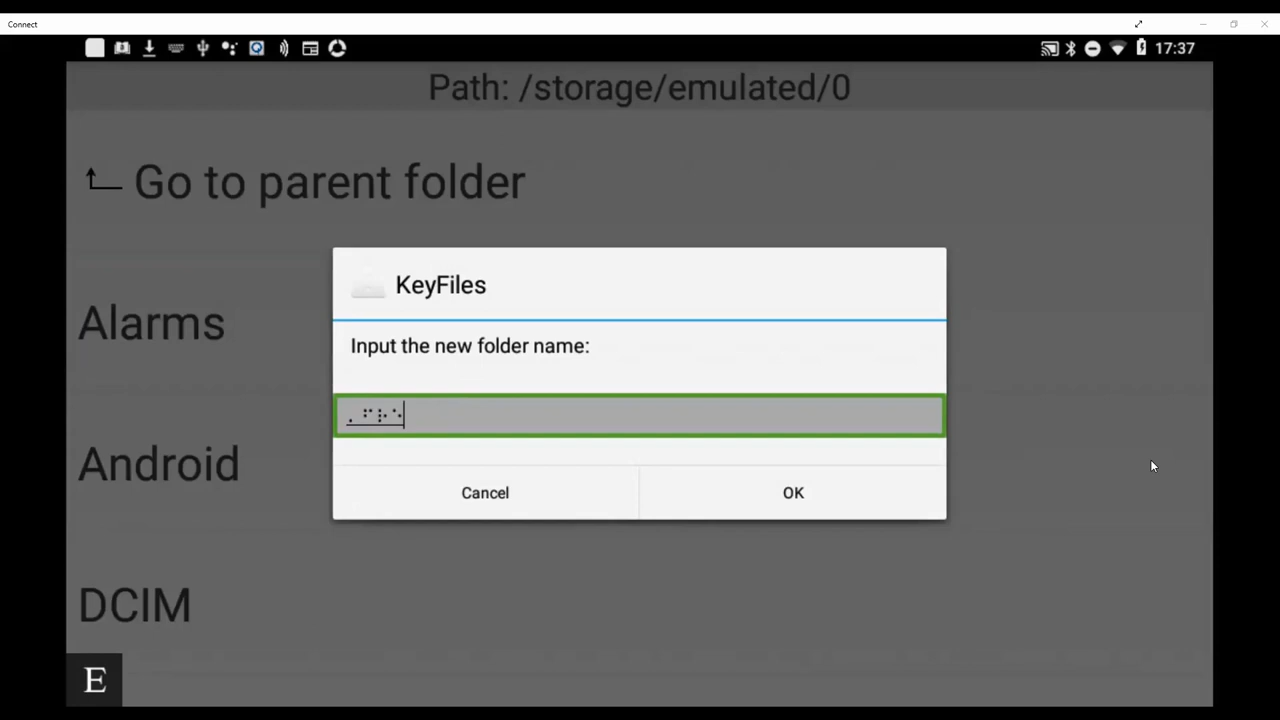 Connect
17:37
Path: /storage/emulated/0
Go to parent folder
Alarms
Android
DCIM
KeyFiles
Input the new folder name:
Cancel
OK
E